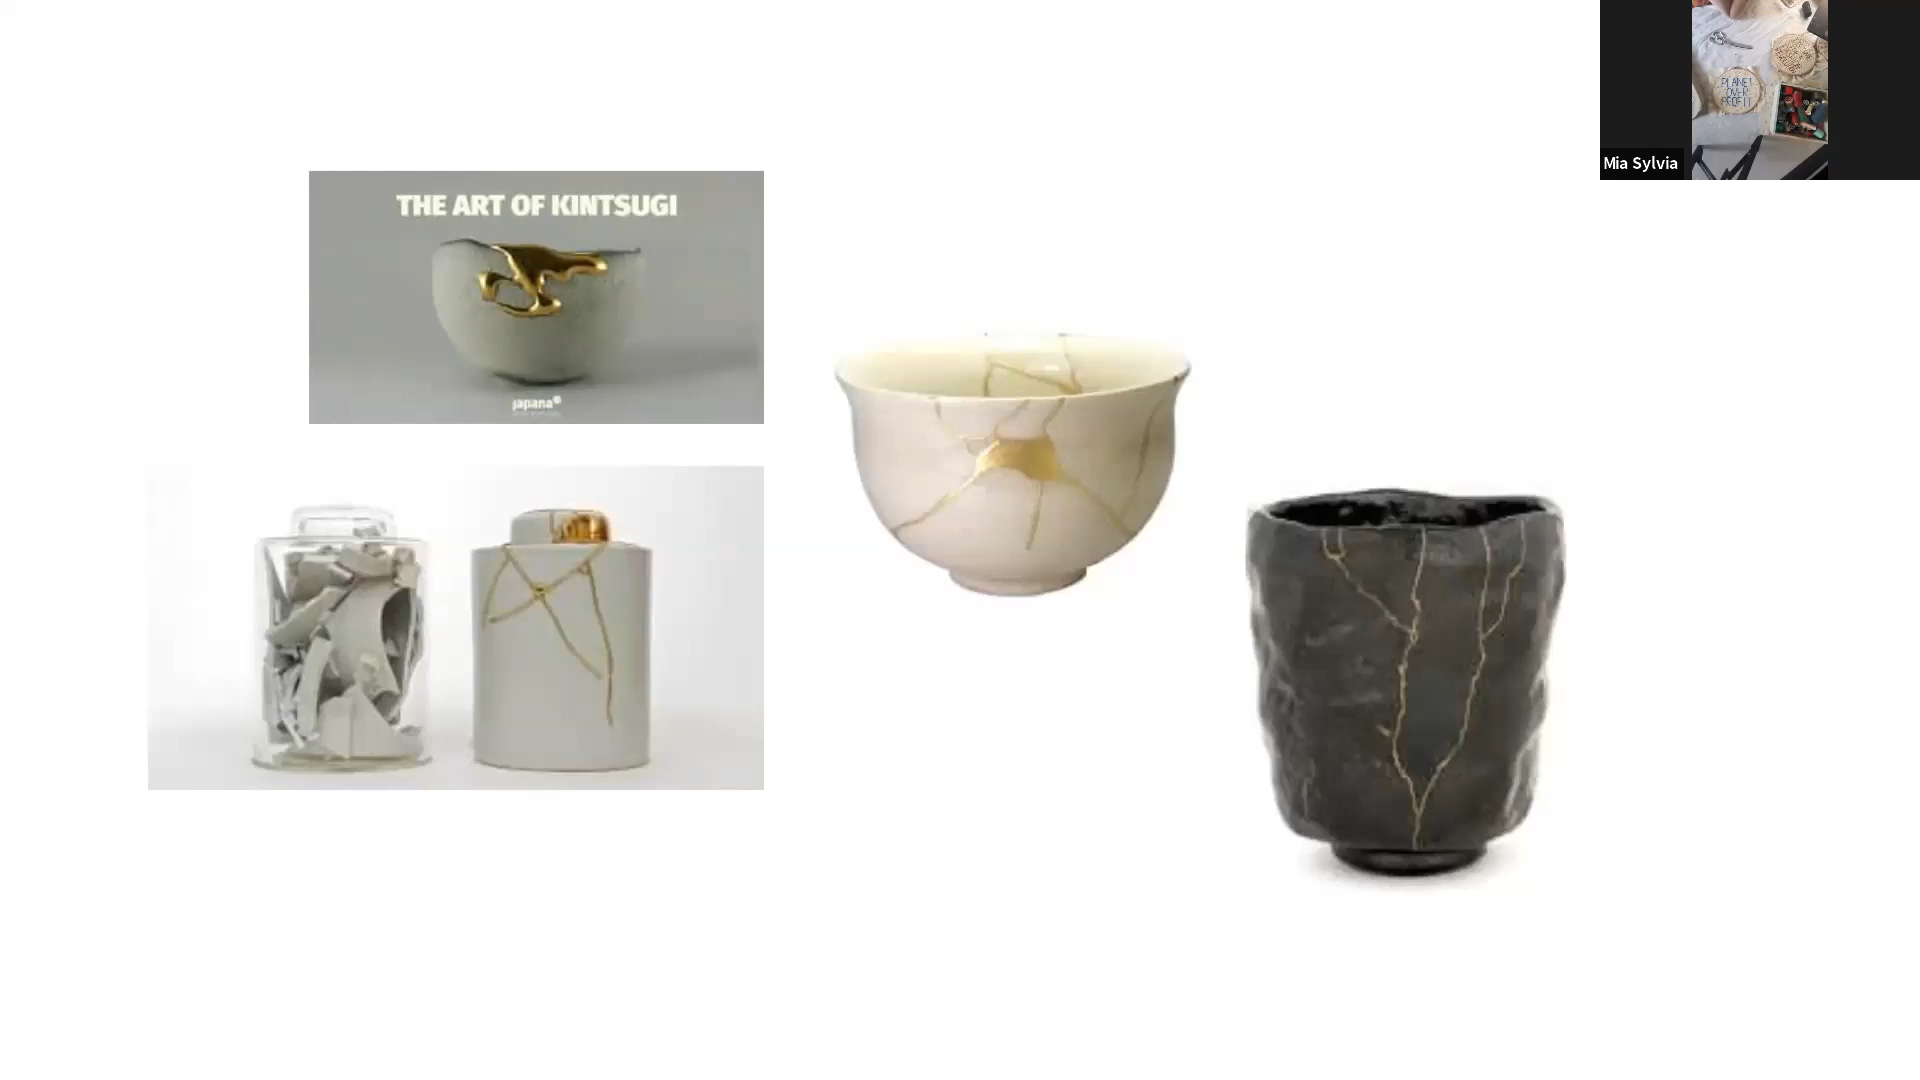 THE ART OF KINTSUGI
japana
Mia Sylvia
PLANET
OVER
PROFIT